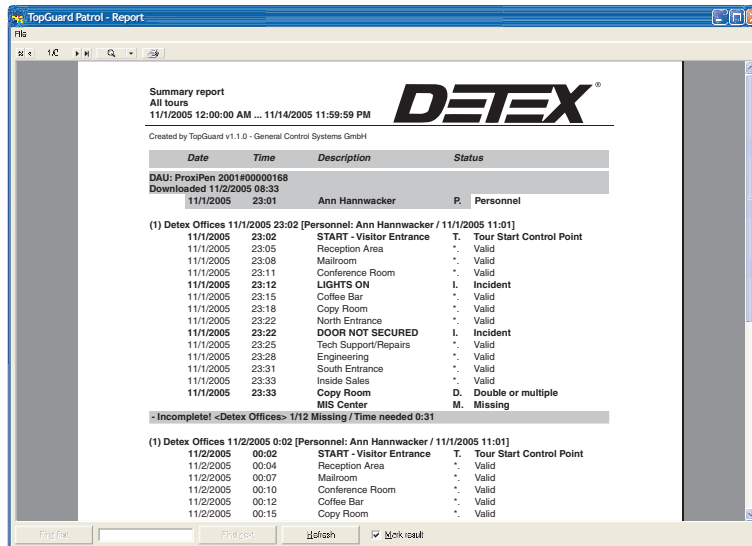 TopGuard Patrol - Report
File
1/2
Summary report
All tours
11/1/2005 12:00:00 AM ... 11/14/2005 11:59:59 PM
DETEX®
Created by TopGuard v1.1.0 - General Control Systems GmbH
Date Time Description Status
DAU: ProxiPen 2001#00000168
Downloaded 11/2/2005 08:33
11/1/2005 23:01 Ann Hannwacker P. Personnel
(1) Detex Offices 11/1/2005 23:02 [Personnel: Ann Hannwacker / 11/1/2005 11:01]
11/1/2005 23:02 START - Visitor Entrance T. Tour Start Control Point
11/1/2005 23:05 Reception Area *. Valid
11/1/2005 23:08 Mailroom *. Valid
11/1/2005 23:11 Conference Room *. Valid
11/1/2005 23:12 LIGHTS ON I. Incident
11/1/2005 23:15 Coffee Bar *. Valid
11/1/2005 23:18 Copy Room *. Valid
11/1/2005 23:22 North Entrance *. Valid
11/1/2005 23:22 DOOR NOT SECURED I. Incident
11/1/2005 23:25 Tech Support/Repairs *. Valid
11/1/2005 23:28 Engineering *. Valid
11/1/2005 23:31 South Entrance *. Valid
11/1/2005 23:33 Inside Sales *. Valid
11/1/2005 23:33 Copy Room D. Double or multiple
MIS Center M. Missing
- Incomplete! <Detex Offices> 1/12 Missing / Time needed 0:31
(1) Detex Offices 11/2/2005 0:02 [Personnel: Ann Hannwacker / 11/1/2005 11:01]
11/2/2005 00:02 START - Visitor Entrance T. Tour Start Control Point
11/2/2005 00:04 Reception Area *. Valid
11/2/2005 00:07 Mailroom *. Valid
11/2/2005 00:10 Conference Room *. Valid
11/2/2005 00:12 Coffee Bar *. Valid
11/2/2005 00:15 Copy Room *. Valid
Find first Find next Refresh Mark result